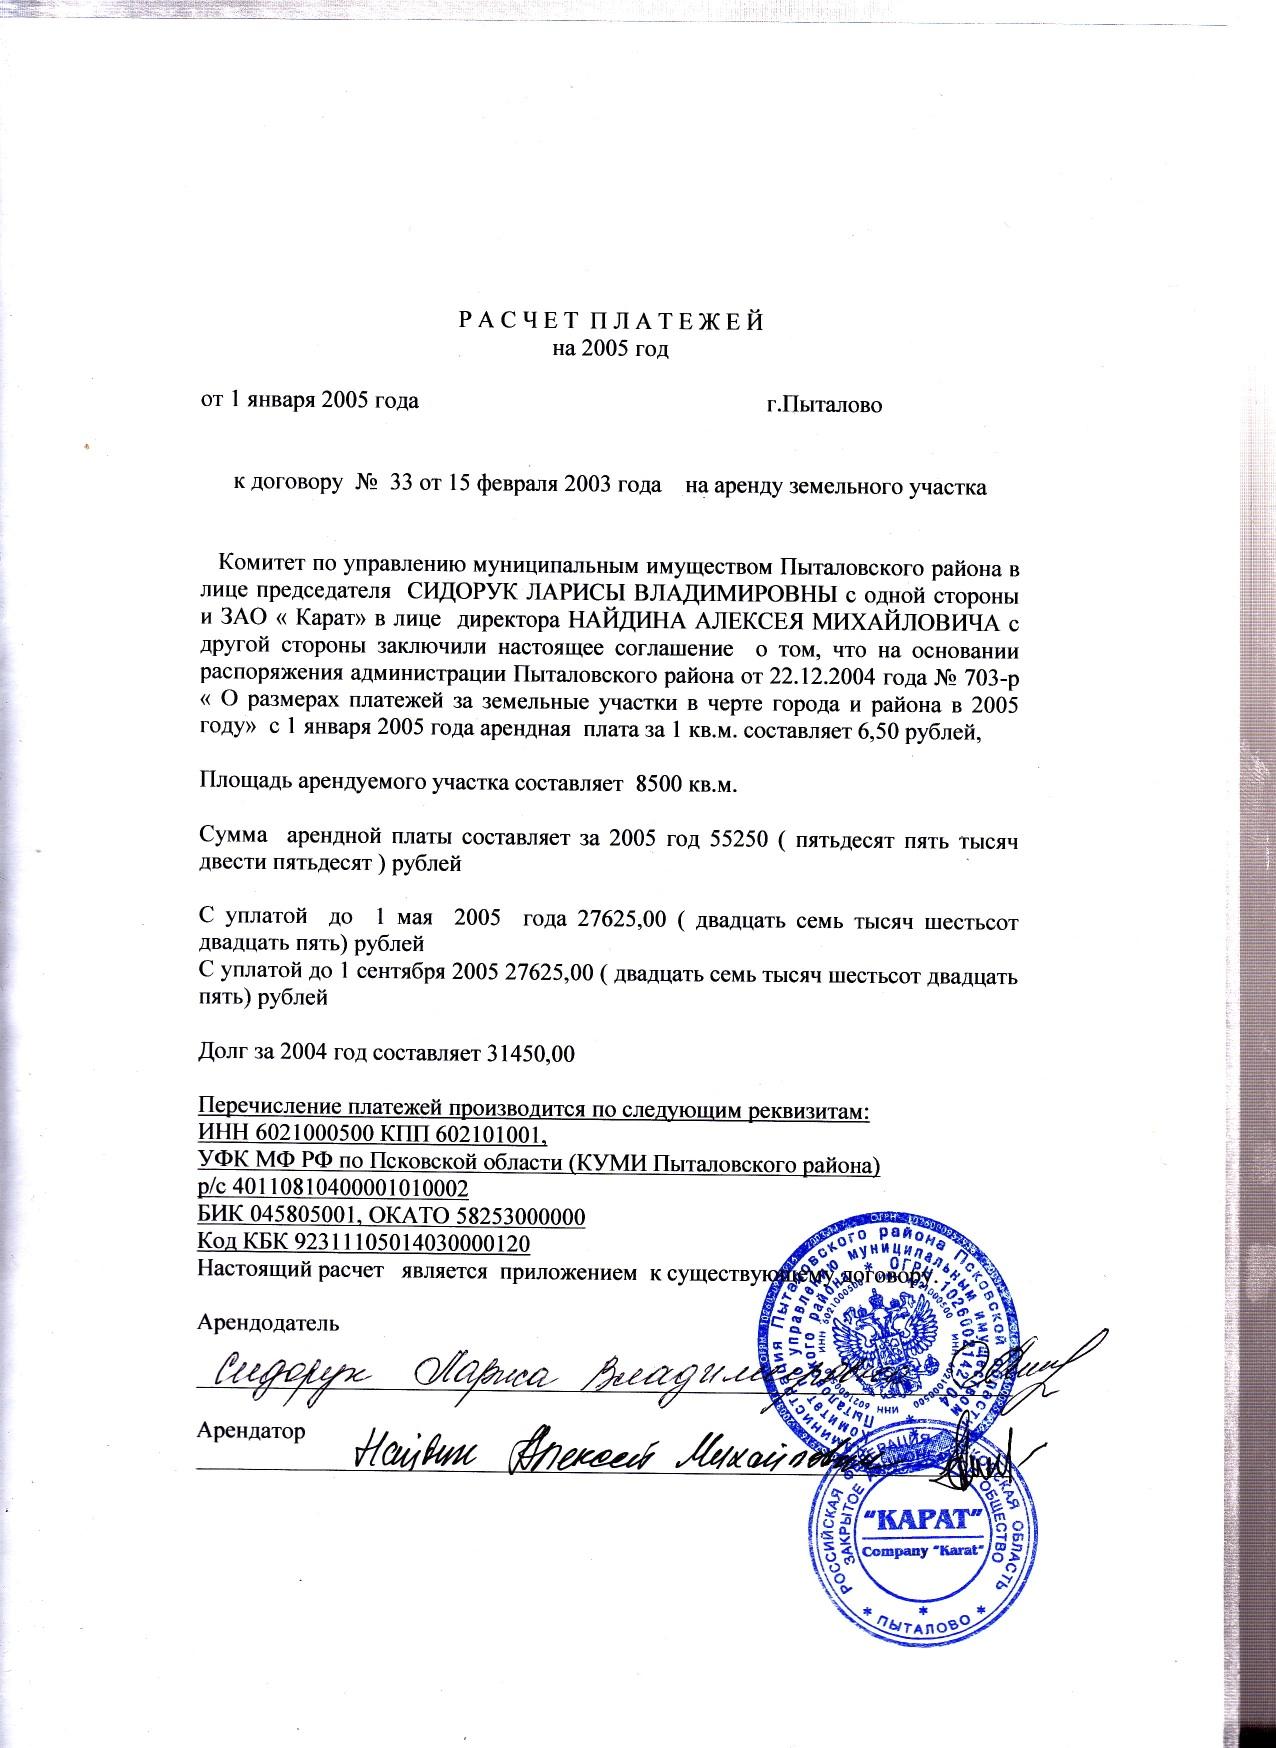 Р А С Ч Е Т  П Л А Т Е Ж Е Й
на 2005 год
от 1 января 2005 года г.Пыталово
к договору № 33 от 15 февраля 2003 года на аренду земельного участка
Комитет по управлению муниципальным имуществом Пыталовского района в
лице председателя СИДОРУК ЛАРИСЫ ВЛАДИМИРОВНЫ с одной стороны
и ЗАО « Карат» в лице директора НАЙДИНА АЛЕКСЕЯ МИХАЙЛОВИЧА с
другой стороны заключили настоящее соглашение о том, что на основании
распоряжения администрации Пыталовского района от 22.12.2004 года № 703-р
« О размерах платежей за земельные участки в черте города и района в 2005
году» с 1 января 2005 года арендная плата за 1 кв.м. составляет 6,50 рублей,
Площадь арендуемого участка составляет 8500 кв.м.
Сумма арендной платы составляет за 2005 год 55250 ( пятьдесят пять тысяч
двести пятьдесят ) рублей
С уплатой до 1 мая 2005 года 27625,00 ( двадцать семь тысяч шестьсот
двадцать пять) рублей
С уплатой до 1 сентября 2005 27625,00 ( двадцать семь тысяч шестьсот двадцать
пять) рублей
Долг за 2004 год составляет 31450,00
Перечисление платежей производится по следующим реквизитам:
ИНН 6021000500 КПП 602101001,
УФК МФ РФ по Псковской области (КУМИ Пыталовского района)
р/с 40110810400001010002
БИК 045805001, ОКАТО 58253000000
Код КБК 92311105014030000120
Настоящий расчет является приложением к существующему договору.
Арендодатель
Сидорук Лариса Владимировна
Арендатор
Найдин Алексей Михайлович
Администрация Пыталовского района Псковской области
Комитет по управлению муниципальным имуществом
Пыталовского района * ОГРН 1026002142104
ИНН 6021000500
РОССИЙСКАЯ ФЕДЕРАЦИЯ ПСКОВСКАЯ ОБЛАСТЬ
ЗАКРЫТОЕ АКЦИОНЕРНОЕ ОБЩЕСТВО
"КАРАТ"
Company "Karat"
* ПЫТАЛОВО *